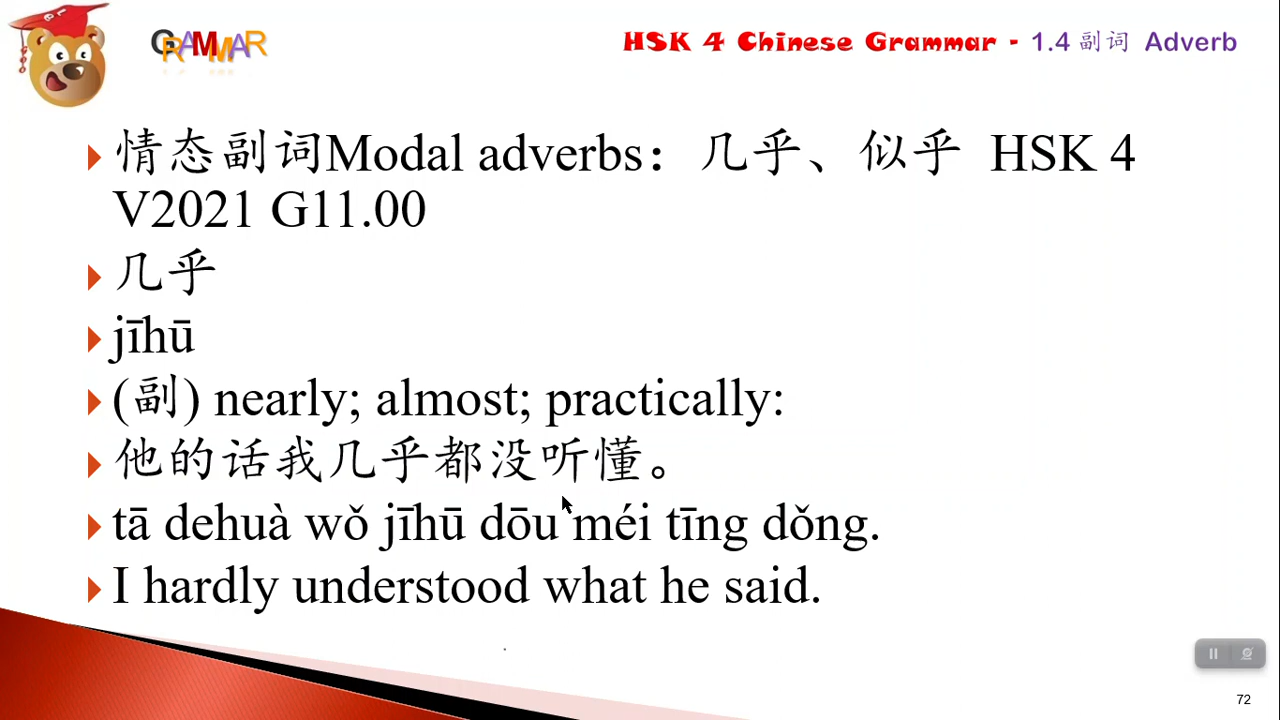 GRAMMAR
HSK 4 Chinese Grammar - 1.4 副词 Adverb
情态副词Modal adverbs：几乎、似乎 HSK 4
V2021 G11.00
几乎
jīhū
(副) nearly; almost; practically:
他的话我几乎都没听懂。
tā dehuà wǒ jīhū dōu méi tīng dǒng.
I hardly understood what he said.
72